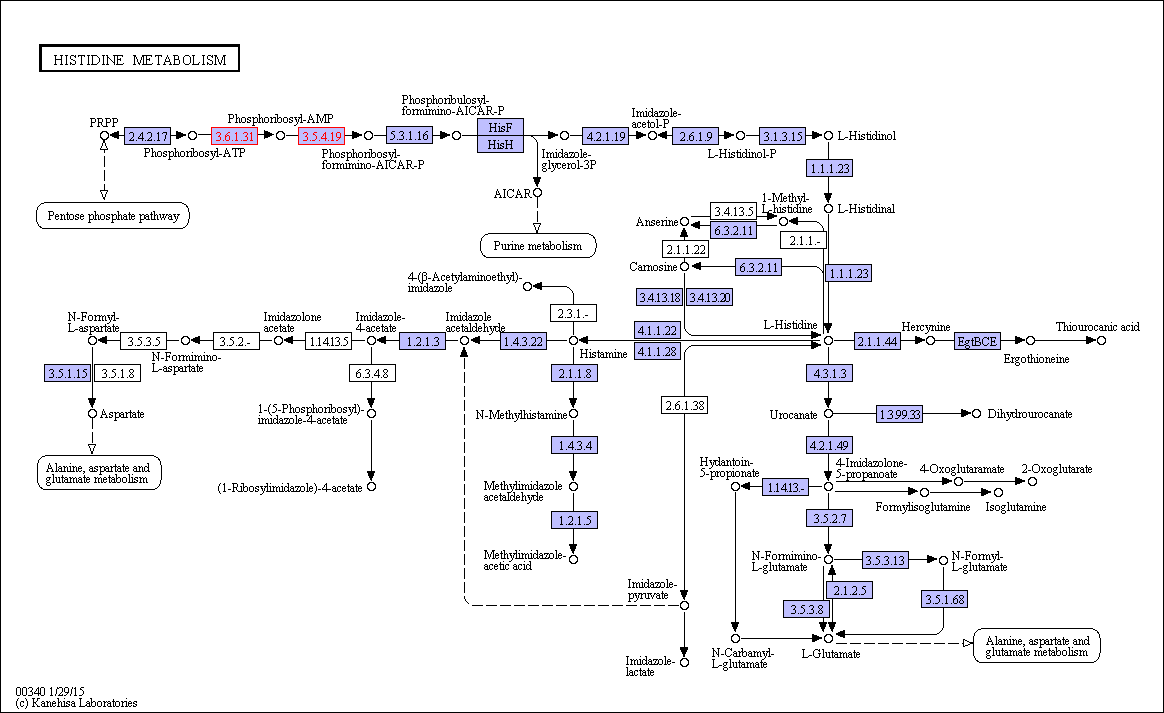 HISTIDINE METABOLISM
PRPP
2.4.2.17
Phosphoribosyl-ATP
3.6.1.31
Phosphoribosyl-AMP
3.5.4.19
Phosphoribosyl-
formimino-AICAR-P
5.3.1.16
Phosphoribulosyl-
formimino-AICAR-P
HisF
HisH
Imidazole-
glycerol-3P
4.2.1.19
Imidazole-
acetol-P
2.6.1.9
L-Histidinol-P
3.1.3.15
L-Histidinol
1.1.1.23
L-Histidinal
1.1.1.23
Pentose phosphate pathway
AICAR
Purine metabolism
1-Methyl-
L-histidine
3.4.13.5
Anserine
6.3.2.11
2.1.1.-
2.1.1.22
Carnosine
6.3.2.11
3.4.13.18
3.4.13.20
4-(β-Acetylaminoethyl)-
imidazole
2.3.1.-
N-Formyl-
L-aspartate
3.5.3.5
N-Formimino-
L-aspartate
3.5.2.-
Imidazolone
acetate
1.14.13.5
Imidazole-
4-acetate
1.2.1.3
Imidazole
acetaldehyde
1.4.3.22
Histamine
4.1.1.22
4.1.1.28
L-Histidine
2.1.1.44
Hercynine
EgtBCE
Ergothioneine
Thiourocanic acid
3.5.1.15
3.5.1.8
6.3.4.8
2.1.1.8
4.3.1.3
2.6.1.38
Aspartate
1-(5-Phosphoribosyl)-
imidazole-4-acetate
N-Methylhistamine
Urocanate
1.3.99.33
Dihydrourocanate
1.4.3.4
4.2.1.49
Alanine, aspartate and
glutamate metabolism
(1-Ribosylimidazole)-4-acetate
Methylimidazole
acetaldehyde
Hydantoin-
5-propionate
1.14.13.-
4-Imidazolone-
5-propanoate
4-Oxoglutaramate
2-Oxoglutarate
Formylisoglutamine
Isoglutamine
1.2.1.5
3.5.2.7
Methylimidazole-
acetic acid
N-Formimino-
L-glutamate
3.5.3.13
N-Formyl-
L-glutamate
Imidazole-
pyruvate
2.1.2.5
3.5.3.8
3.5.1.68
Imidazole-
lactate
N-Carbamyl-
L-glutamate
L-Glutamate
Alanine, aspartate and
glutamate metabolism
00340 1/29/15
(c) Kanehisa Laboratories